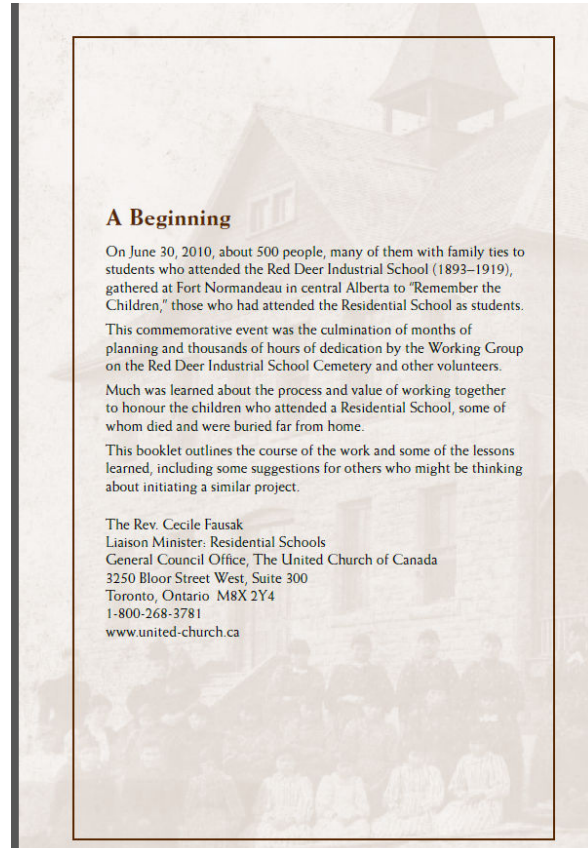 A Beginning
On June 30, 2010, about 500 people, many of them with family ties to
students who attended the Red Deer Industrial School (1893–1919),
gathered at Fort Normandeau in central Alberta to “Remember the
Children,” those who had attended the Residential School as students.
This commemorative event was the culmination of months of
planning and thousands of hours of dedication by the Working Group
on the Red Deer Industrial School Cemetery and other volunteers.
Much was learned about the process and value of working together
to honour the children who attended a Residential School, some of
whom died and were buried far from home.
This booklet outlines the course of the work and some of the lessons
learned, including some suggestions for others who might be thinking
about initiating a similar project.
The Rev. Cecile Fausak
Liaison Minister: Residential Schools
General Council Office, The United Church of Canada
3250 Bloor Street West, Suite 300
Toronto, Ontario  M8X 2Y4
1-800-268-3781
www.united-church.ca